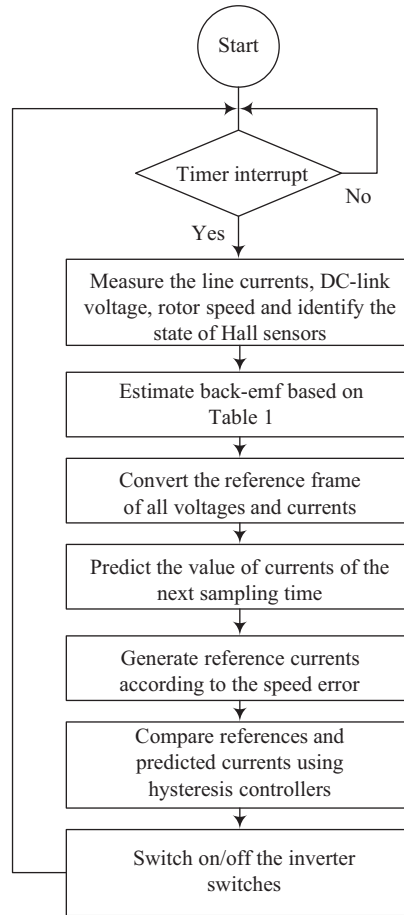 Start
Timer interrupt
No
Yes
Measure the line currents, DC-link
voltage, rotor speed and identify the
state of Hall sensors
Estimate back-emf based on
Table 1
Convert the reference frame
of all voltages and currents
Predict the value of currents of the
next sampling time
Generate reference currents
according to the speed error
Compare references and
predicted currents using
hysteresis controllers
Switch on/off the inverter
switches